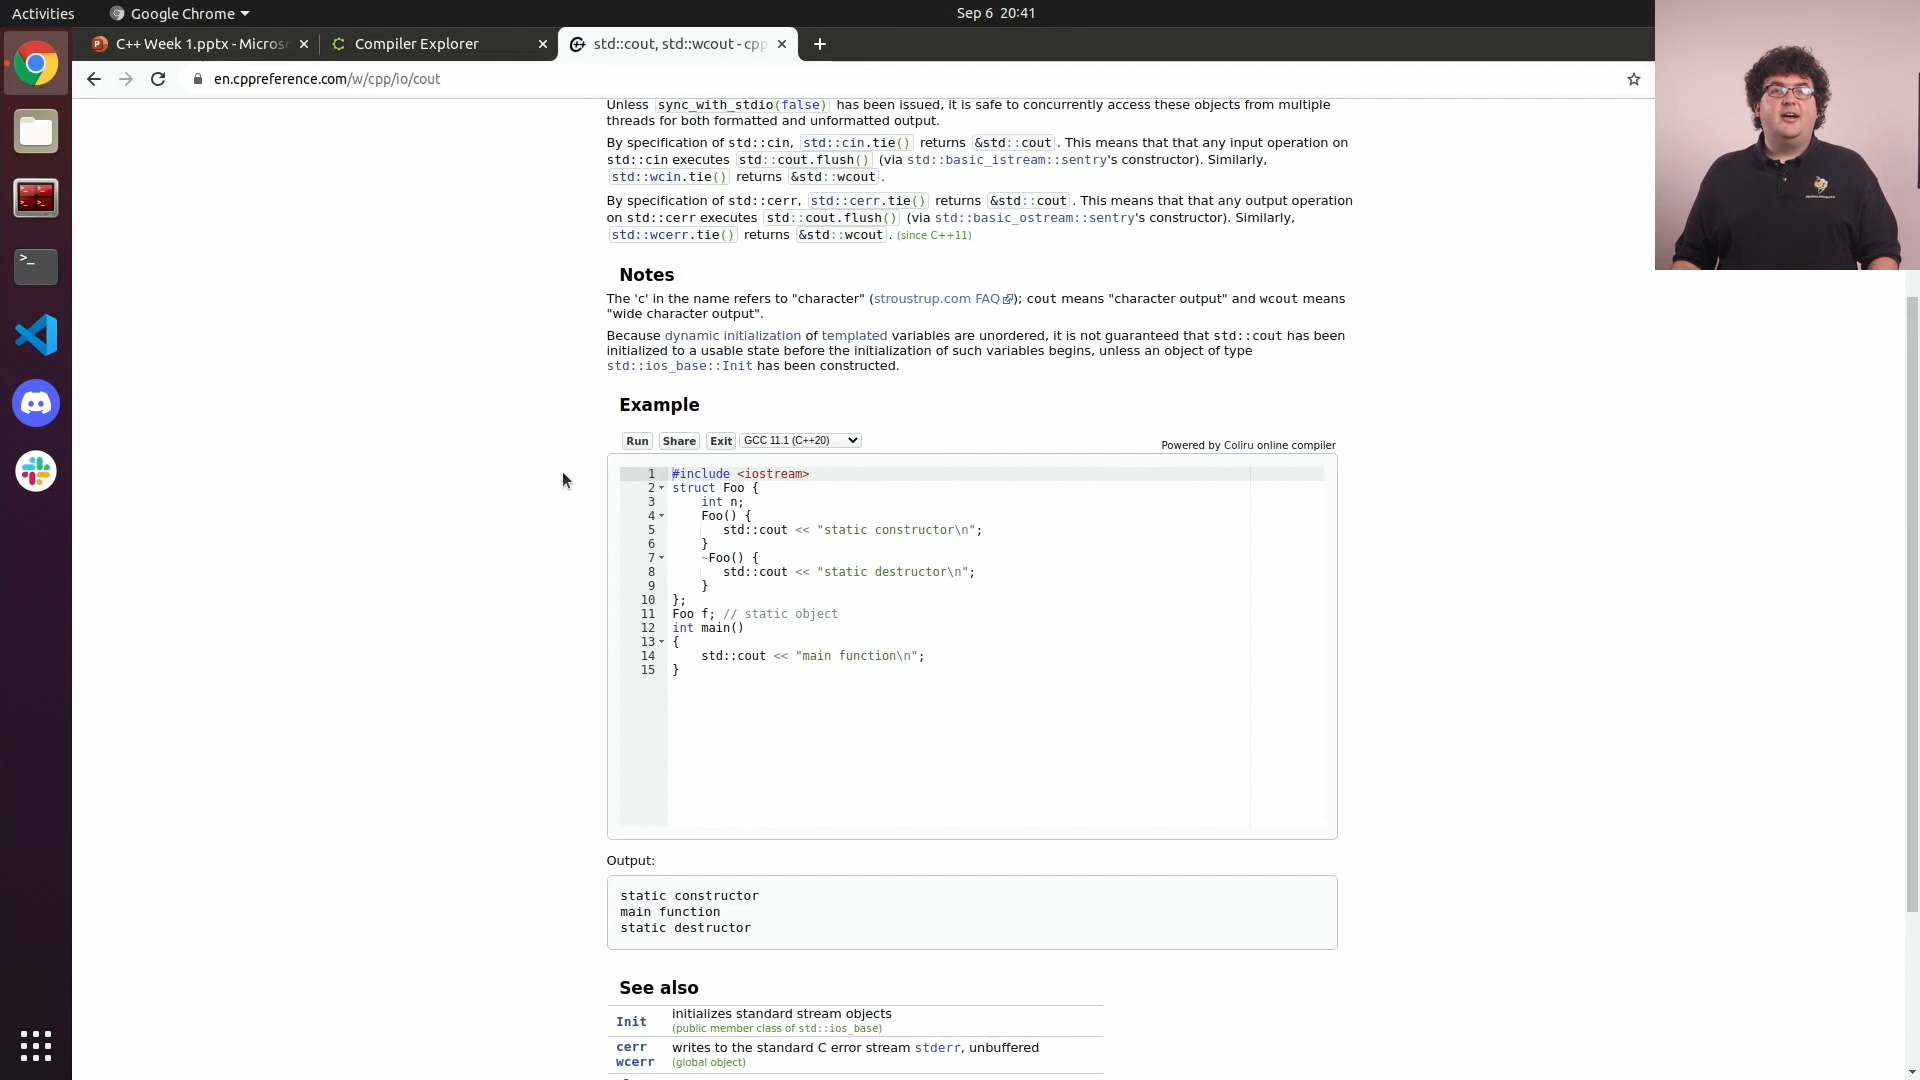 Activities
Google Chrome
Sep 6 20:41
C++ Week 1.pptx - Micros
Compiler Explorer
std::cout, std::wcout - cpp
en.cppreference.com/w/cpp/io/cout
Unless sync_with_stdio(false) has been issued, it is safe to concurrently access these objects from multiple
threads for both formatted and unformatted output.
By specification of std::cin, std::cin.tie() returns &std::cout. This means that that any input operation on
std::cin executes std::cout.flush() (via std::basic_istream::sentry's constructor). Similarly,
std::wcin.tie() returns &std::wcout.
By specification of std::cerr, std::cerr.tie() returns &std::cout. This means that that any output operation
on std::cerr executes std::cout.flush() (via std::basic_ostream::sentry's constructor). Similarly,
std::wcerr.tie() returns &std::wcout. (since C++11)
Notes
The 'c' in the name refers to "character" (stroustrup.com FAQ); cout means "character output" and wcout means
"wide character output".
Because dynamic initialization of templated variables are unordered, it is not guaranteed that std::cout has been
initialized to a usable state before the initialization of such variables begins, unless an object of type
std::ios_base::Init has been constructed.
Example
Run Share Exit GCC 11.1 (C++20)
Powered by Coliru online compiler
1 #include <iostream>
2 struct Foo {
3 int n;
4 Foo() {
5 std::cout << "static constructor\n";
6 }
7 ~Foo() {
8 std::cout << "static destructor\n";
9 }
10 };
11 Foo f; // static object
12 int main()
13 {
14 std::cout << "main function\n";
15 }
Output:
static constructor
main function
static destructor
See also
Init initializes standard stream objects
(public member class of std::ios_base)
cerr writes to the standard C error stream stderr, unbuffered
wcerr (global object)